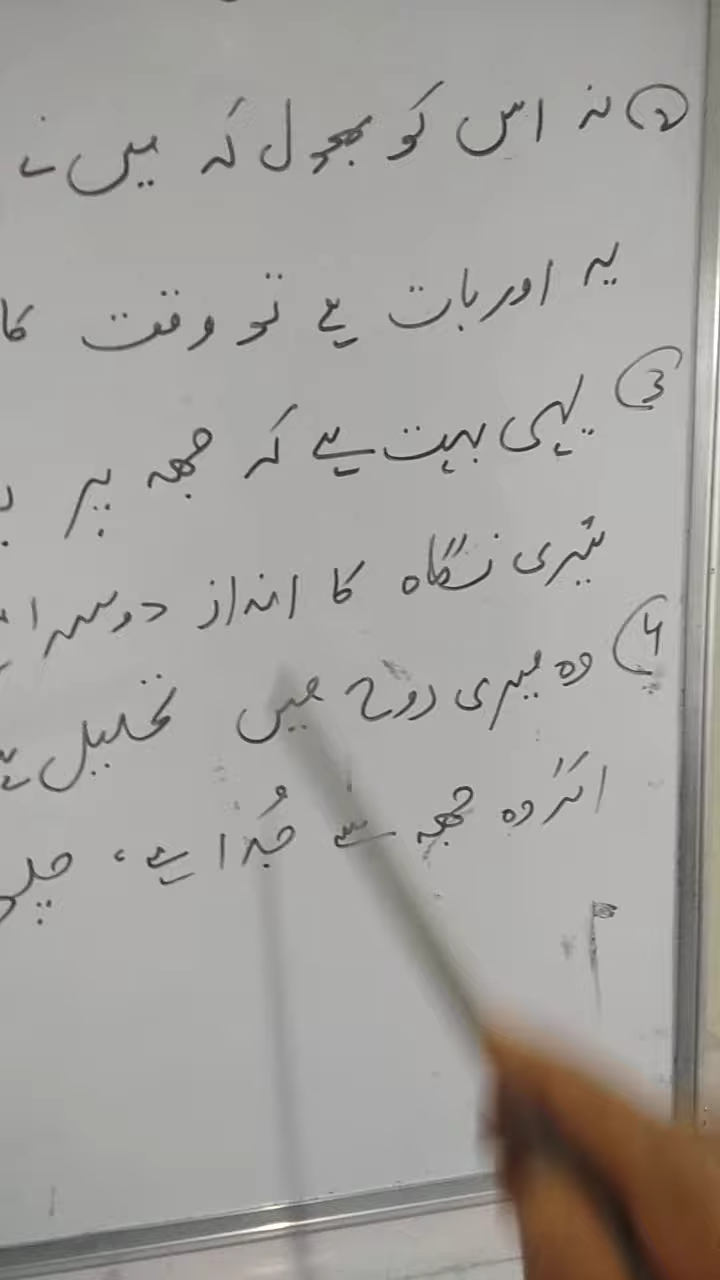 ② نہ اس کو بھول کہ میں نے
یہ اور بات ہے تو وقت کا
③ یہی بہت ہے کہ مجھ پر
تیری نگاہ کا انداز دوسرا
④ وہ میری روح میں تحلیل
اگر وہ مجھ سے جُدا ہے، چلو